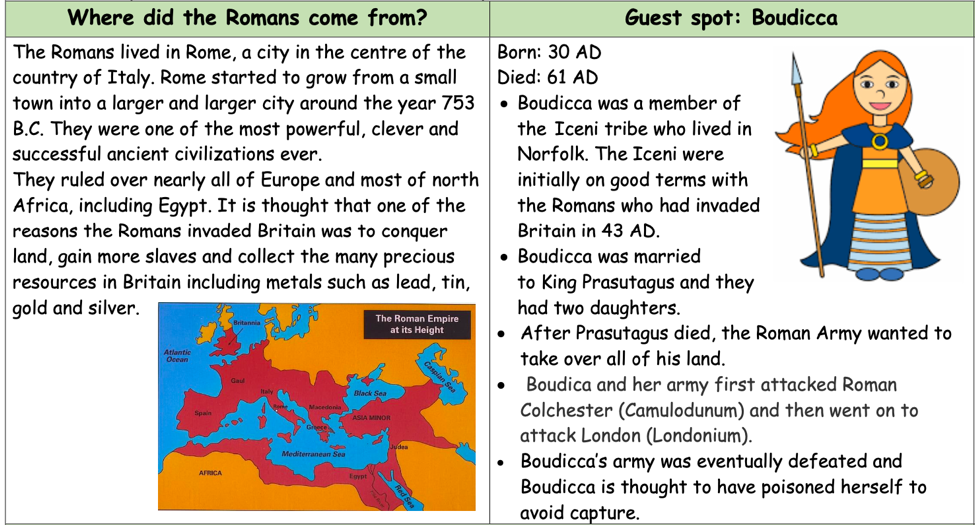 Where did the Romans come from?
The Romans lived in Rome, a city in the centre of the
country of Italy. Rome started to grow from a small
town into a larger and larger city around the year 753
B.C. They were one of the most powerful, clever and
successful ancient civilizations ever.
They ruled over nearly all of Europe and most of north
Africa, including Egypt. It is thought that one of the
reasons the Romans invaded Britain was to conquer
land, gain more slaves and collect the many precious
resources in Britain including metals such as lead, tin,
gold and silver.
The Roman Empire
at its Height
Britannia
Atlantic
Ocean
Gaul
Caspian Sea
Black Sea
Italy
Spain
Rome
Macedonia
ASIA MINOR
Greece
Mediterranean Sea
Judea
AFRICA
Egypt
Red Sea
Guest spot: Boudicca
Born: 30 AD
Died: 61 AD
• Boudicca was a member of
the Iceni tribe who lived in
Norfolk. The Iceni were
initially on good terms with
the Romans who had invaded
Britain in 43 AD.
• Boudicca was married
to King Prasutagus and they
had two daughters.
• After Prasutagus died, the Roman Army wanted to
take over all of his land.
• Boudica and her army first attacked Roman
Colchester (Camulodunum) and then went on to
attack London (Londonium).
• Boudicca's army was eventually defeated and
Boudicca is thought to have poisoned herself to
avoid capture.